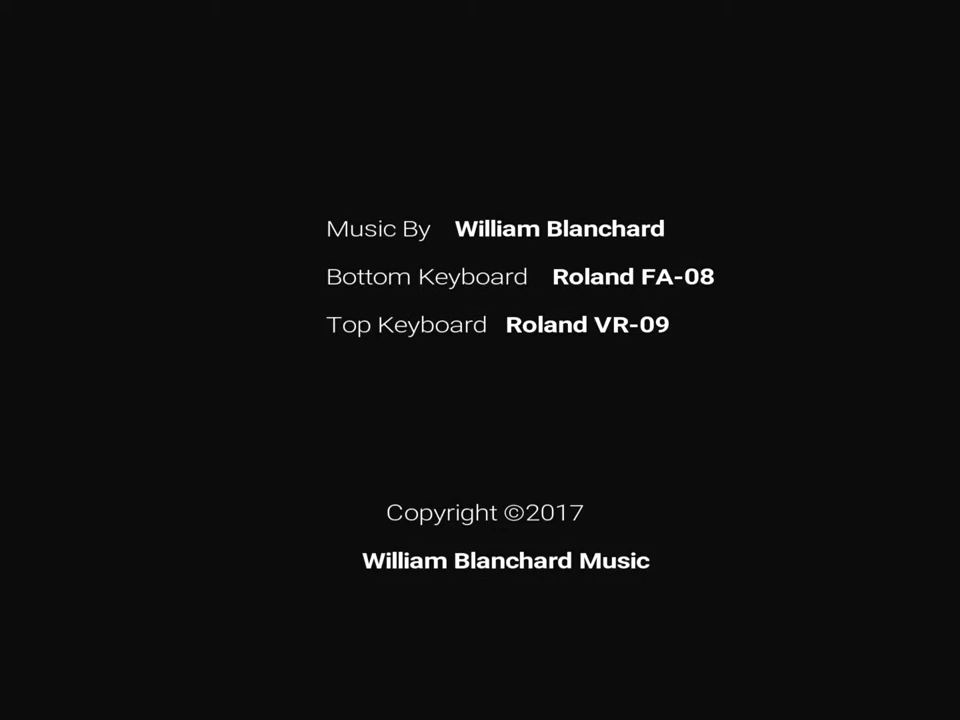 Music By William Blanchard
Bottom Keyboard Roland FA-08
Top Keyboard Roland VR-09
Copyright ©2017
William Blanchard Music